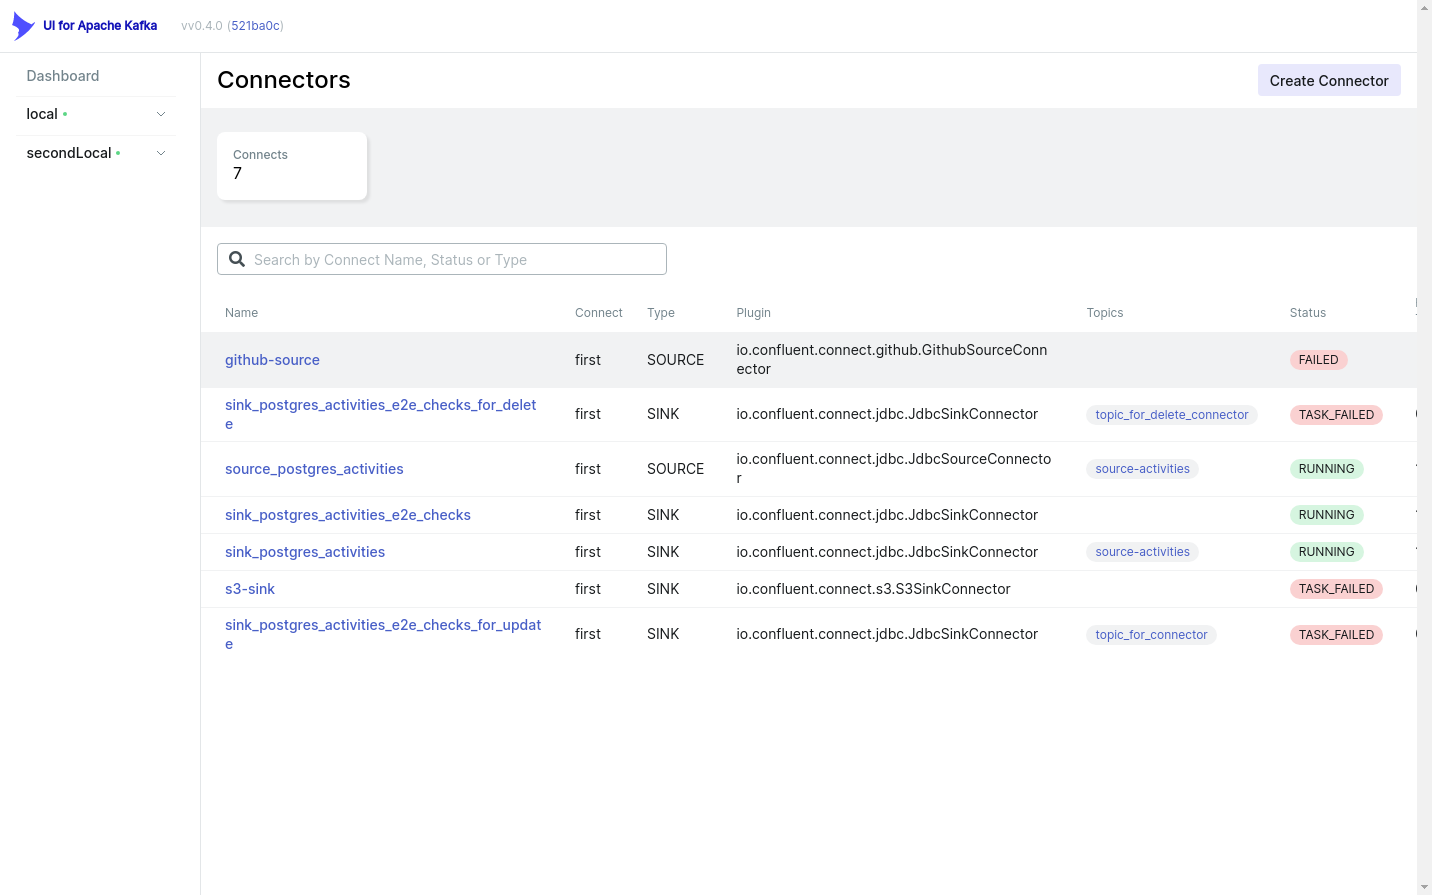 UI for Apache Kafka vv0.4.0 (521ba0c)
Dashboard
local
secondLocal
Connectors
Create Connector
Connects
7
Search by Connect Name, Status or Type
Name Connect Type Plugin Topics Status
github-source first SOURCE io.confluent.connect.github.GithubSourceConn
ector FAILED
sink_postgres_activities_e2e_checks_for_delet
e first SINK io.confluent.connect.jdbc.JdbcSinkConnector topic_for_delete_connector TASK_FAILED
source_postgres_activities first SOURCE io.confluent.connect.jdbc.JdbcSourceConnecto
r source-activities RUNNING
sink_postgres_activities_e2e_checks first SINK io.confluent.connect.jdbc.JdbcSinkConnector RUNNING
sink_postgres_activities first SINK io.confluent.connect.jdbc.JdbcSinkConnector source-activities RUNNING
s3-sink first SINK io.confluent.connect.s3.S3SinkConnector TASK_FAILED
sink_postgres_activities_e2e_checks_for_updat
e first SINK io.confluent.connect.jdbc.JdbcSinkConnector topic_for_connector TASK_FAILED